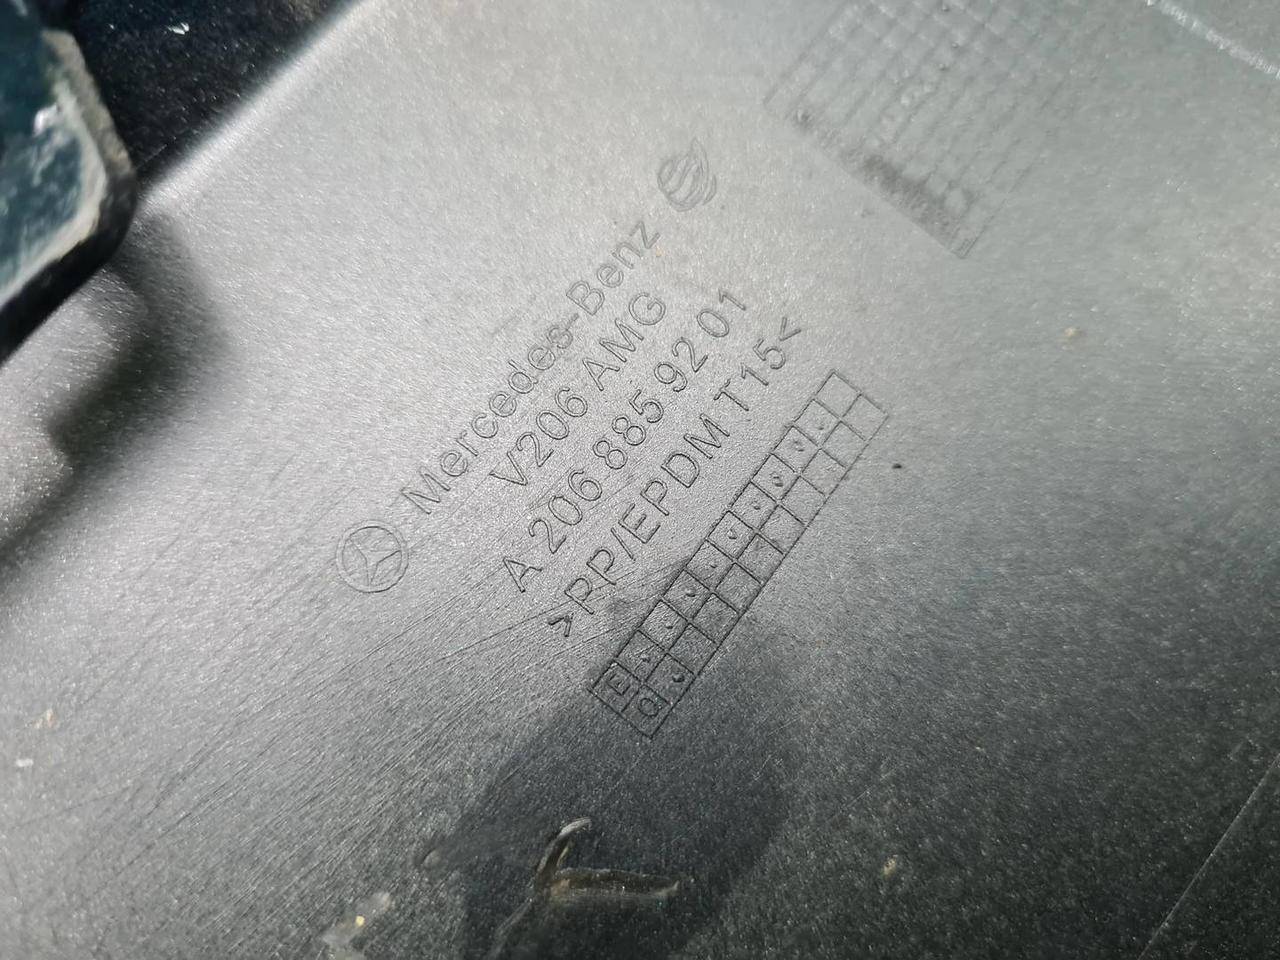 Mercedes-Benz
V206 AMG
A 206 885 92 01
>PP/EPDM T15<